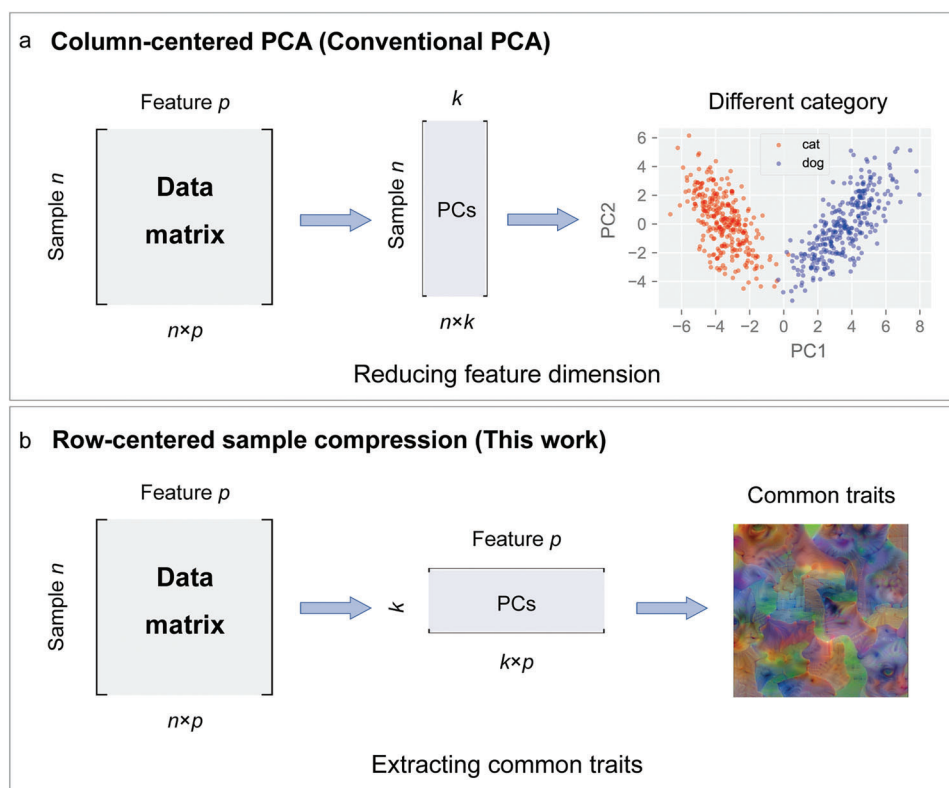 a Column-centered PCA (Conventional PCA)
Feature p
Sample n
Data
matrix
n×p
k
Sample n
PCs
n×k
Different category
cat
dog
6
4
2
0
−2
−4
PC2
−6 −4 −2 0 2 4 6 8
PC1
Reducing feature dimension
b Row-centered sample compression (This work)
Feature p
Sample n
Data
matrix
n×p
Feature p
k
PCs
k×p
Common traits
Extracting common traits